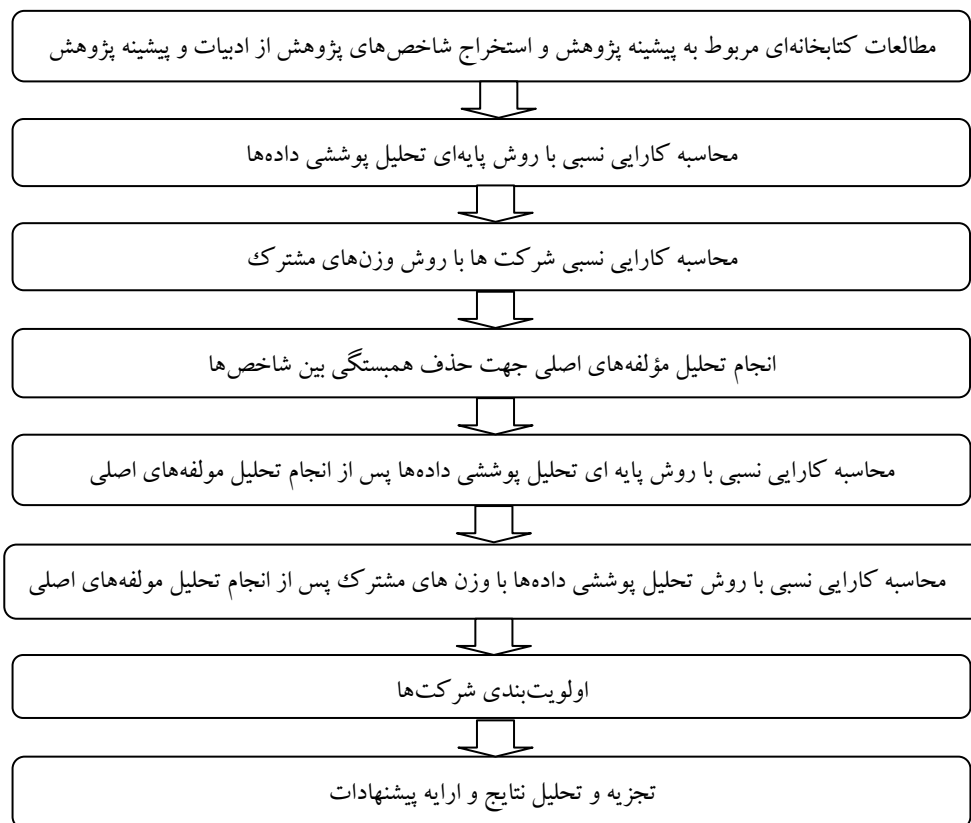 مطالعات کتابخانه‌ای مربوط به پیشینه پژوهش و استخراج شاخص‌های پژوهش از ادبیات و پیشینه پژوهش
محاسبه کارایی نسبی با روش پایه‌ای تحلیل پوششی داده‌ها
محاسبه کارایی نسبی شرکت ها با روش وزن‌های مشترک
انجام تحلیل مؤلفه‌های اصلی جهت حذف همبستگی بین شاخص‌ها
محاسبه کارایی نسبی با روش پایه ای تحلیل پوششی داده‌ها پس از انجام تحلیل مولفه‌های اصلی
محاسبه کارایی نسبی با روش تحلیل پوششی داده‌ها با وزن های مشترک پس از انجام تحلیل مولفه‌های اصلی
اولویت‌بندی شرکت‌ها
تجزیه و تحلیل نتایج و ارایه پیشنهادات